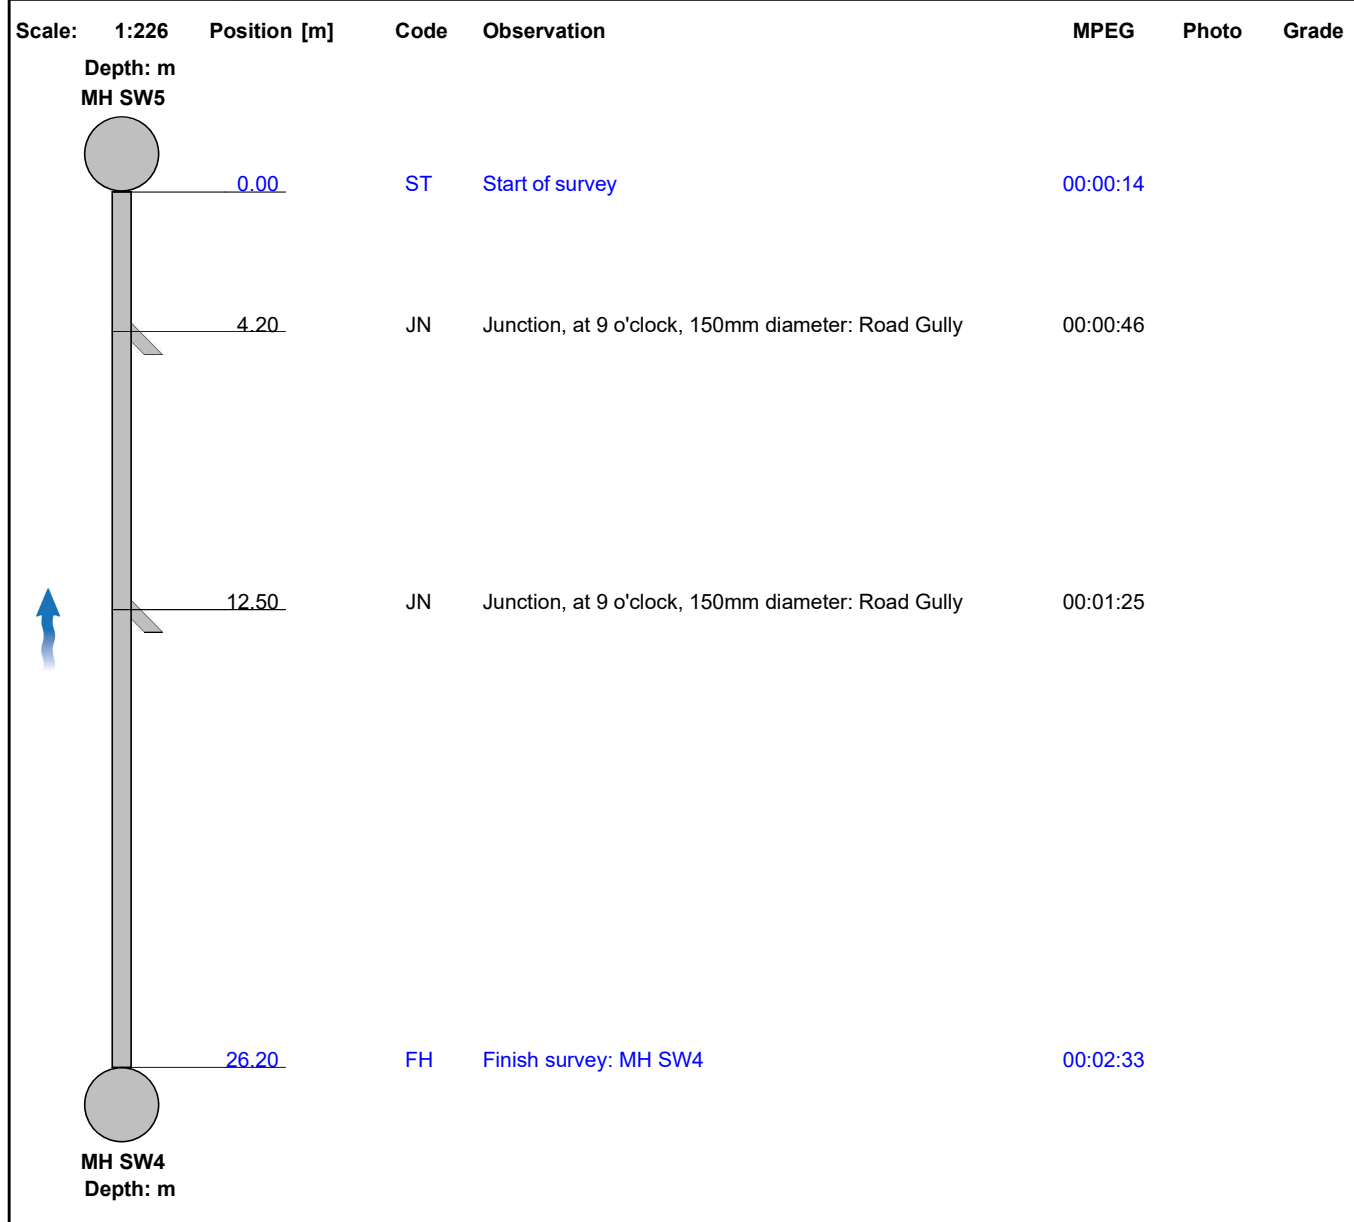 Scale: 1:226 Position [m] Code Observation MPEG Photo Grade
Depth: m
MH SW5
0.00 ST Start of survey 00:00:14
4.20 JN Junction, at 9 o'clock, 150mm diameter: Road Gully 00:00:46
12.50 JN Junction, at 9 o'clock, 150mm diameter: Road Gully 00:01:25
26.20 FH Finish survey: MH SW4 00:02:33
MH SW4
Depth: m